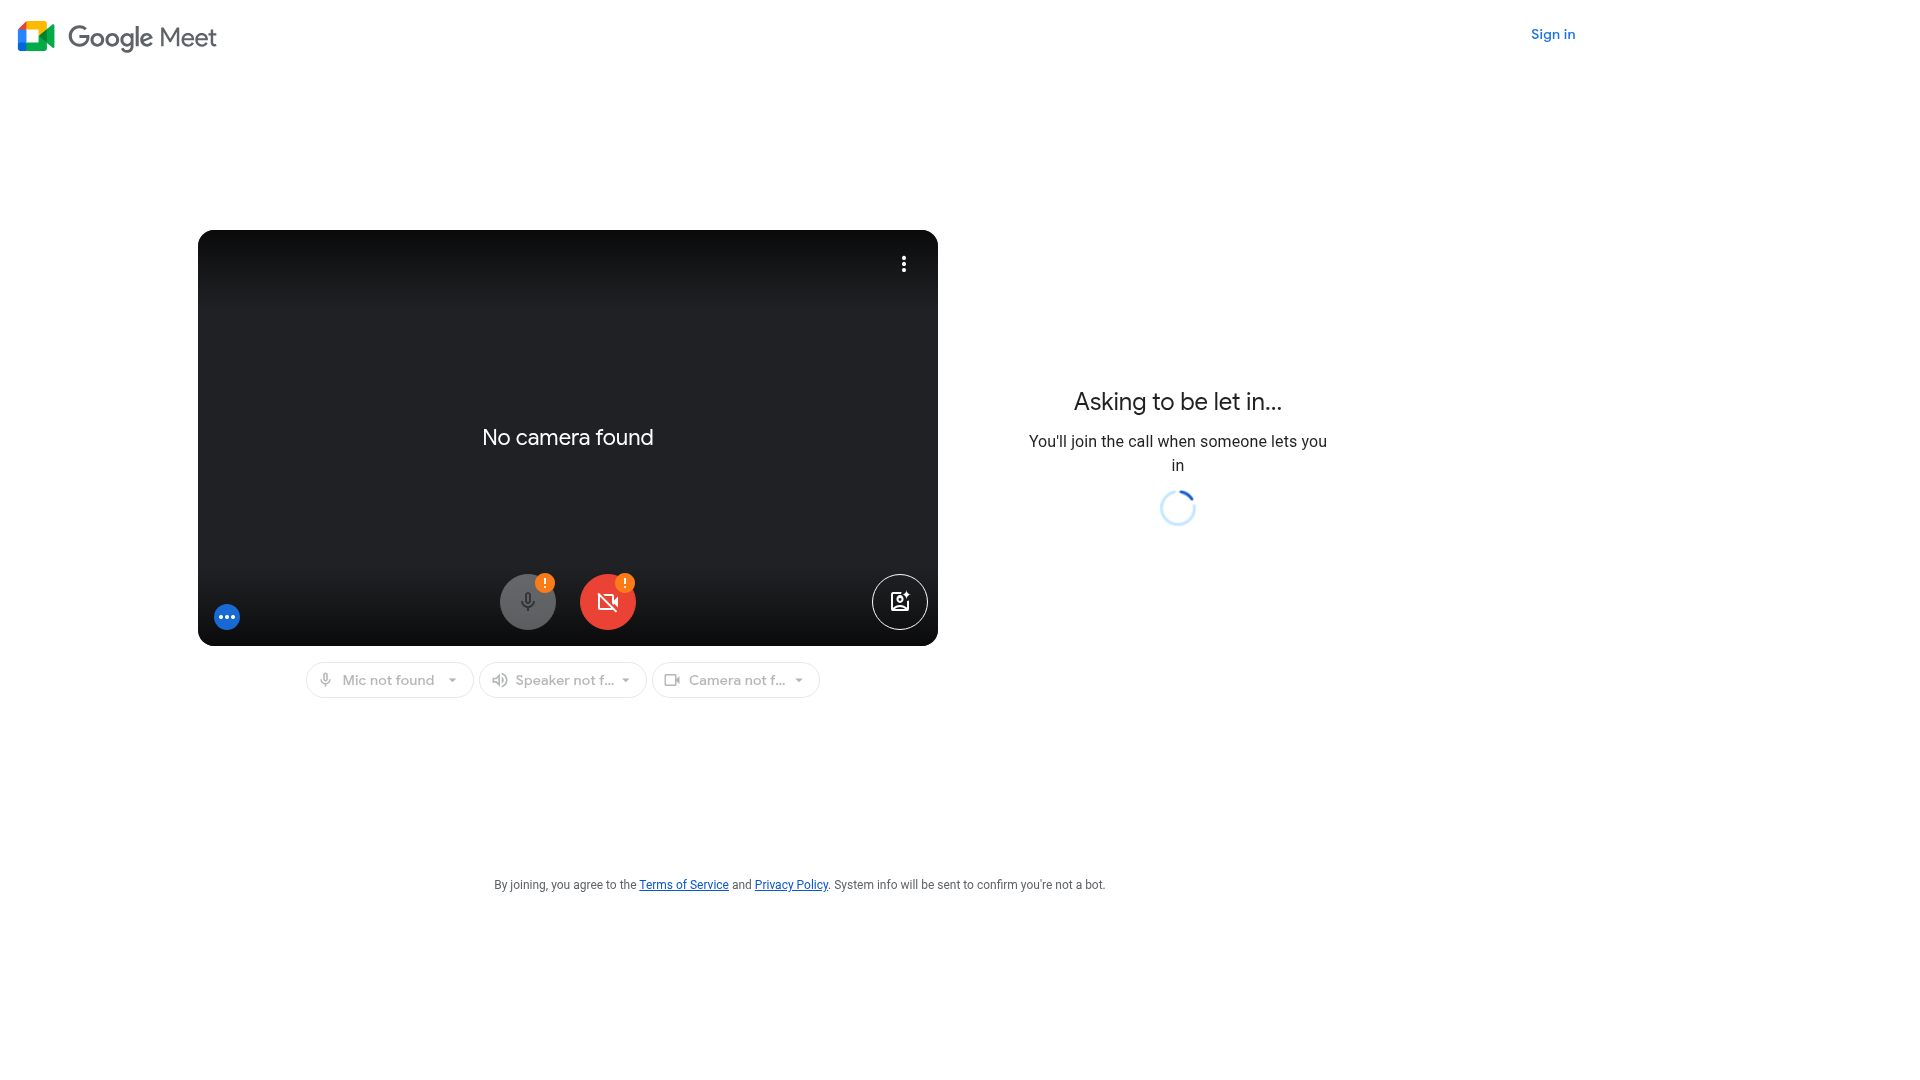 Google Meet
Sign in
No camera found
Mic not found
Speaker not f...
Camera not f...
Asking to be let in...
You'll join the call when someone lets you
in
By joining, you agree to the Terms of Service and Privacy Policy. System info will be sent to confirm you're not a bot.